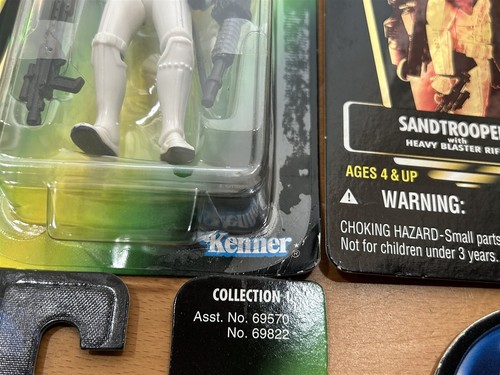 SANDTROOPER
with
HEAVY BLASTER
AGES 4 & UP
WARNING:
CHOKING HAZARD-Small parts
Not for children under 3 years.
Kenner
COLLECTION
Asst. No. 69570
No. 69822